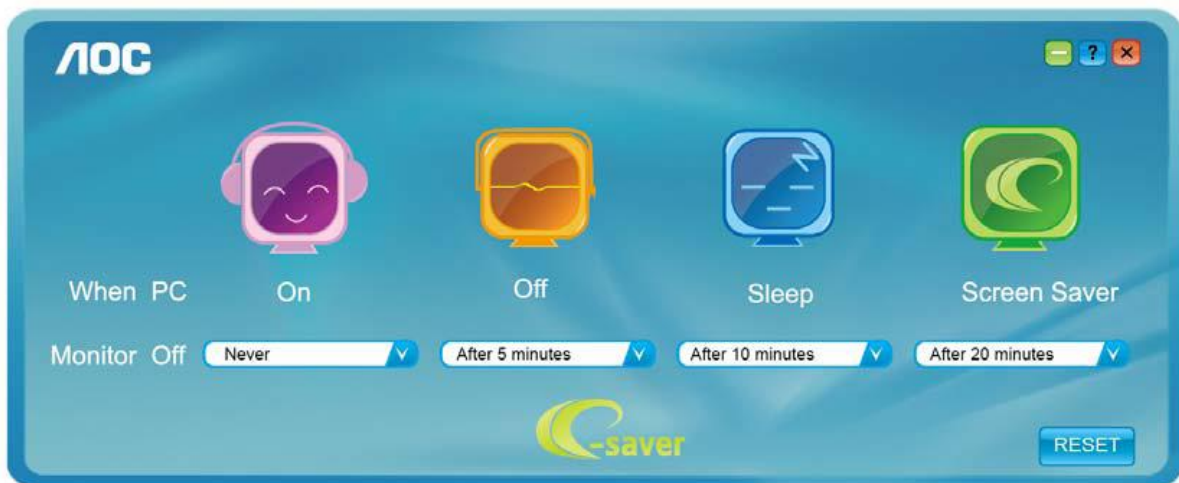 AOC
?
When PC On Off Sleep Screen Saver
Monitor Off Never After 5 minutes After 10 minutes After 20 minutes
e-saver
RESET